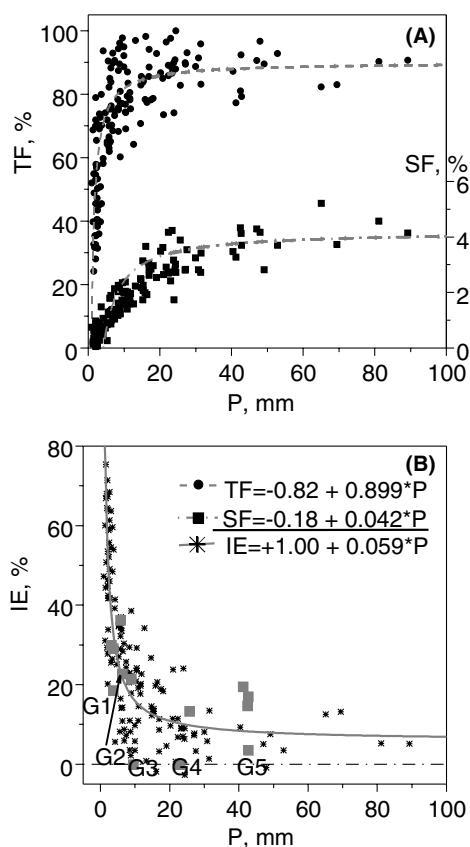 (A)
TF, %
100
80
60
40
20
0
SF, %
6
4
2
0
0 20 40 60 80 100
P, mm
(B)
IE, %
80
60
40
20
0
TF=-0.82 + 0.899*P
SF=-0.18 + 0.042*P
IE=+1.00 + 0.059*P
G1
G2
G3
G4
G5
0 20 40 60 80 100
P, mm